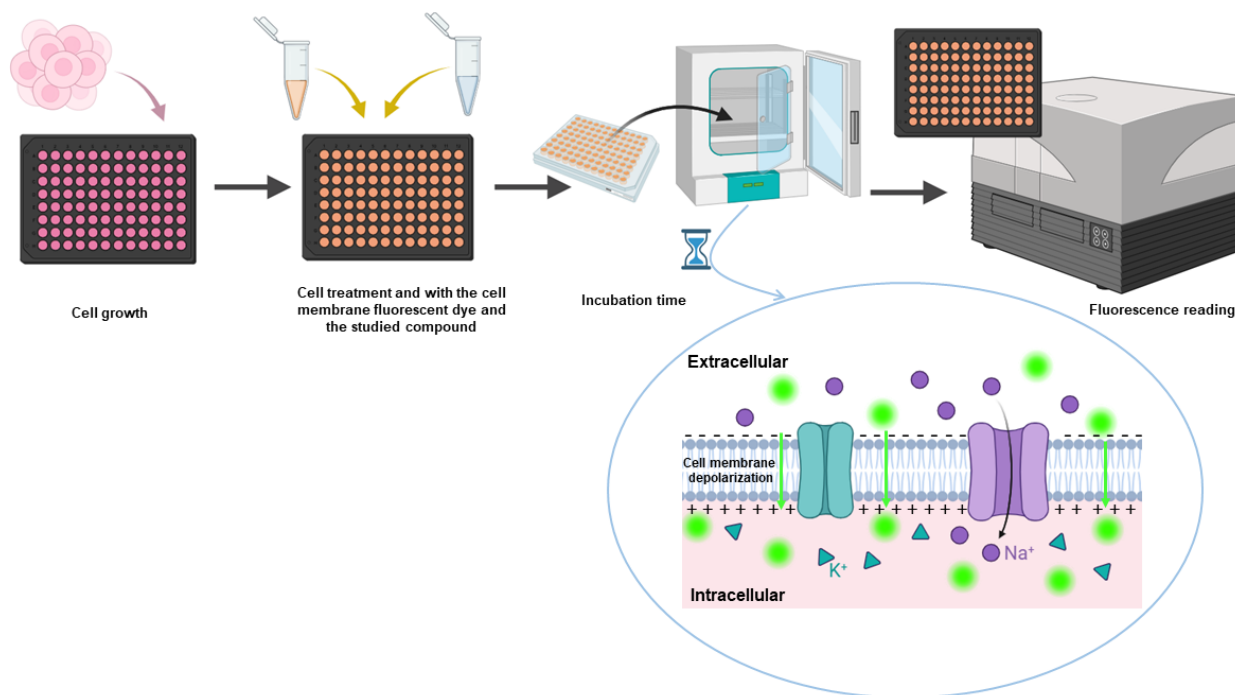 Cell growth
Cell treatment and with the cell
membrane fluorescent dye and
the studied compound
Incubation time
Fluorescence reading
Extracellular
Cell membrane
depolarization
Na⁺
K⁺
Intracellular